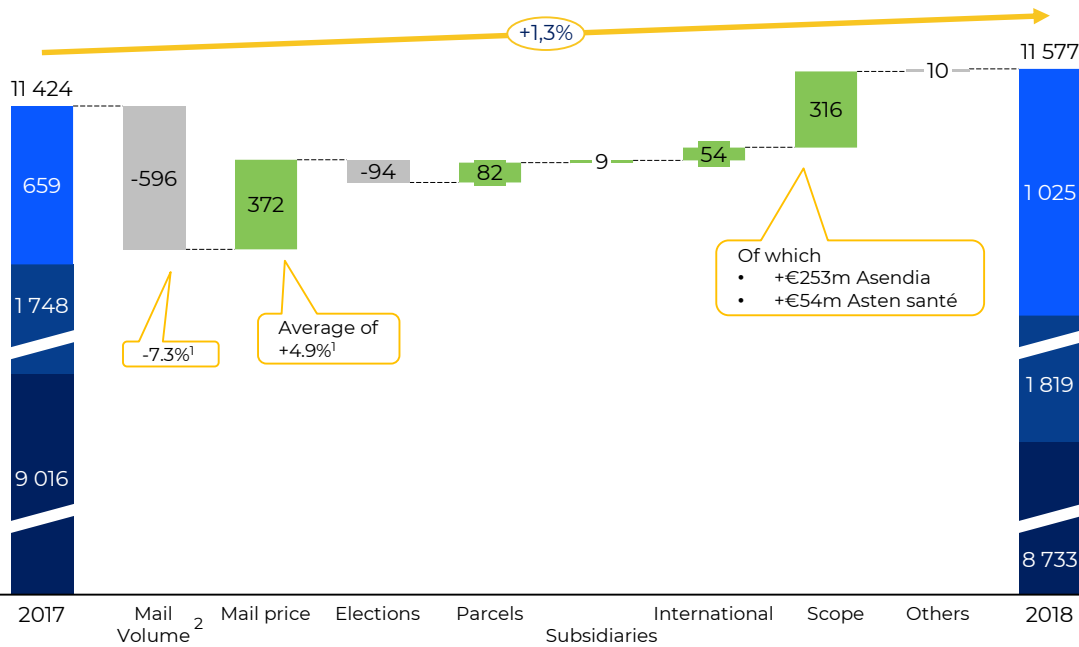 +1,3%
11 577
11 424
10
316
-596
659
372
-94
82
9
54
1 025
Of which
• +€253m Asendia
• +€54m Asten santé
1 748
Average of
+4.9%¹
-7.3%¹
1 819
9 016
8 733
2017
Mail
Volume ²
Mail price
Elections
Parcels
Subsidiaries
International
Scope
Others
2018